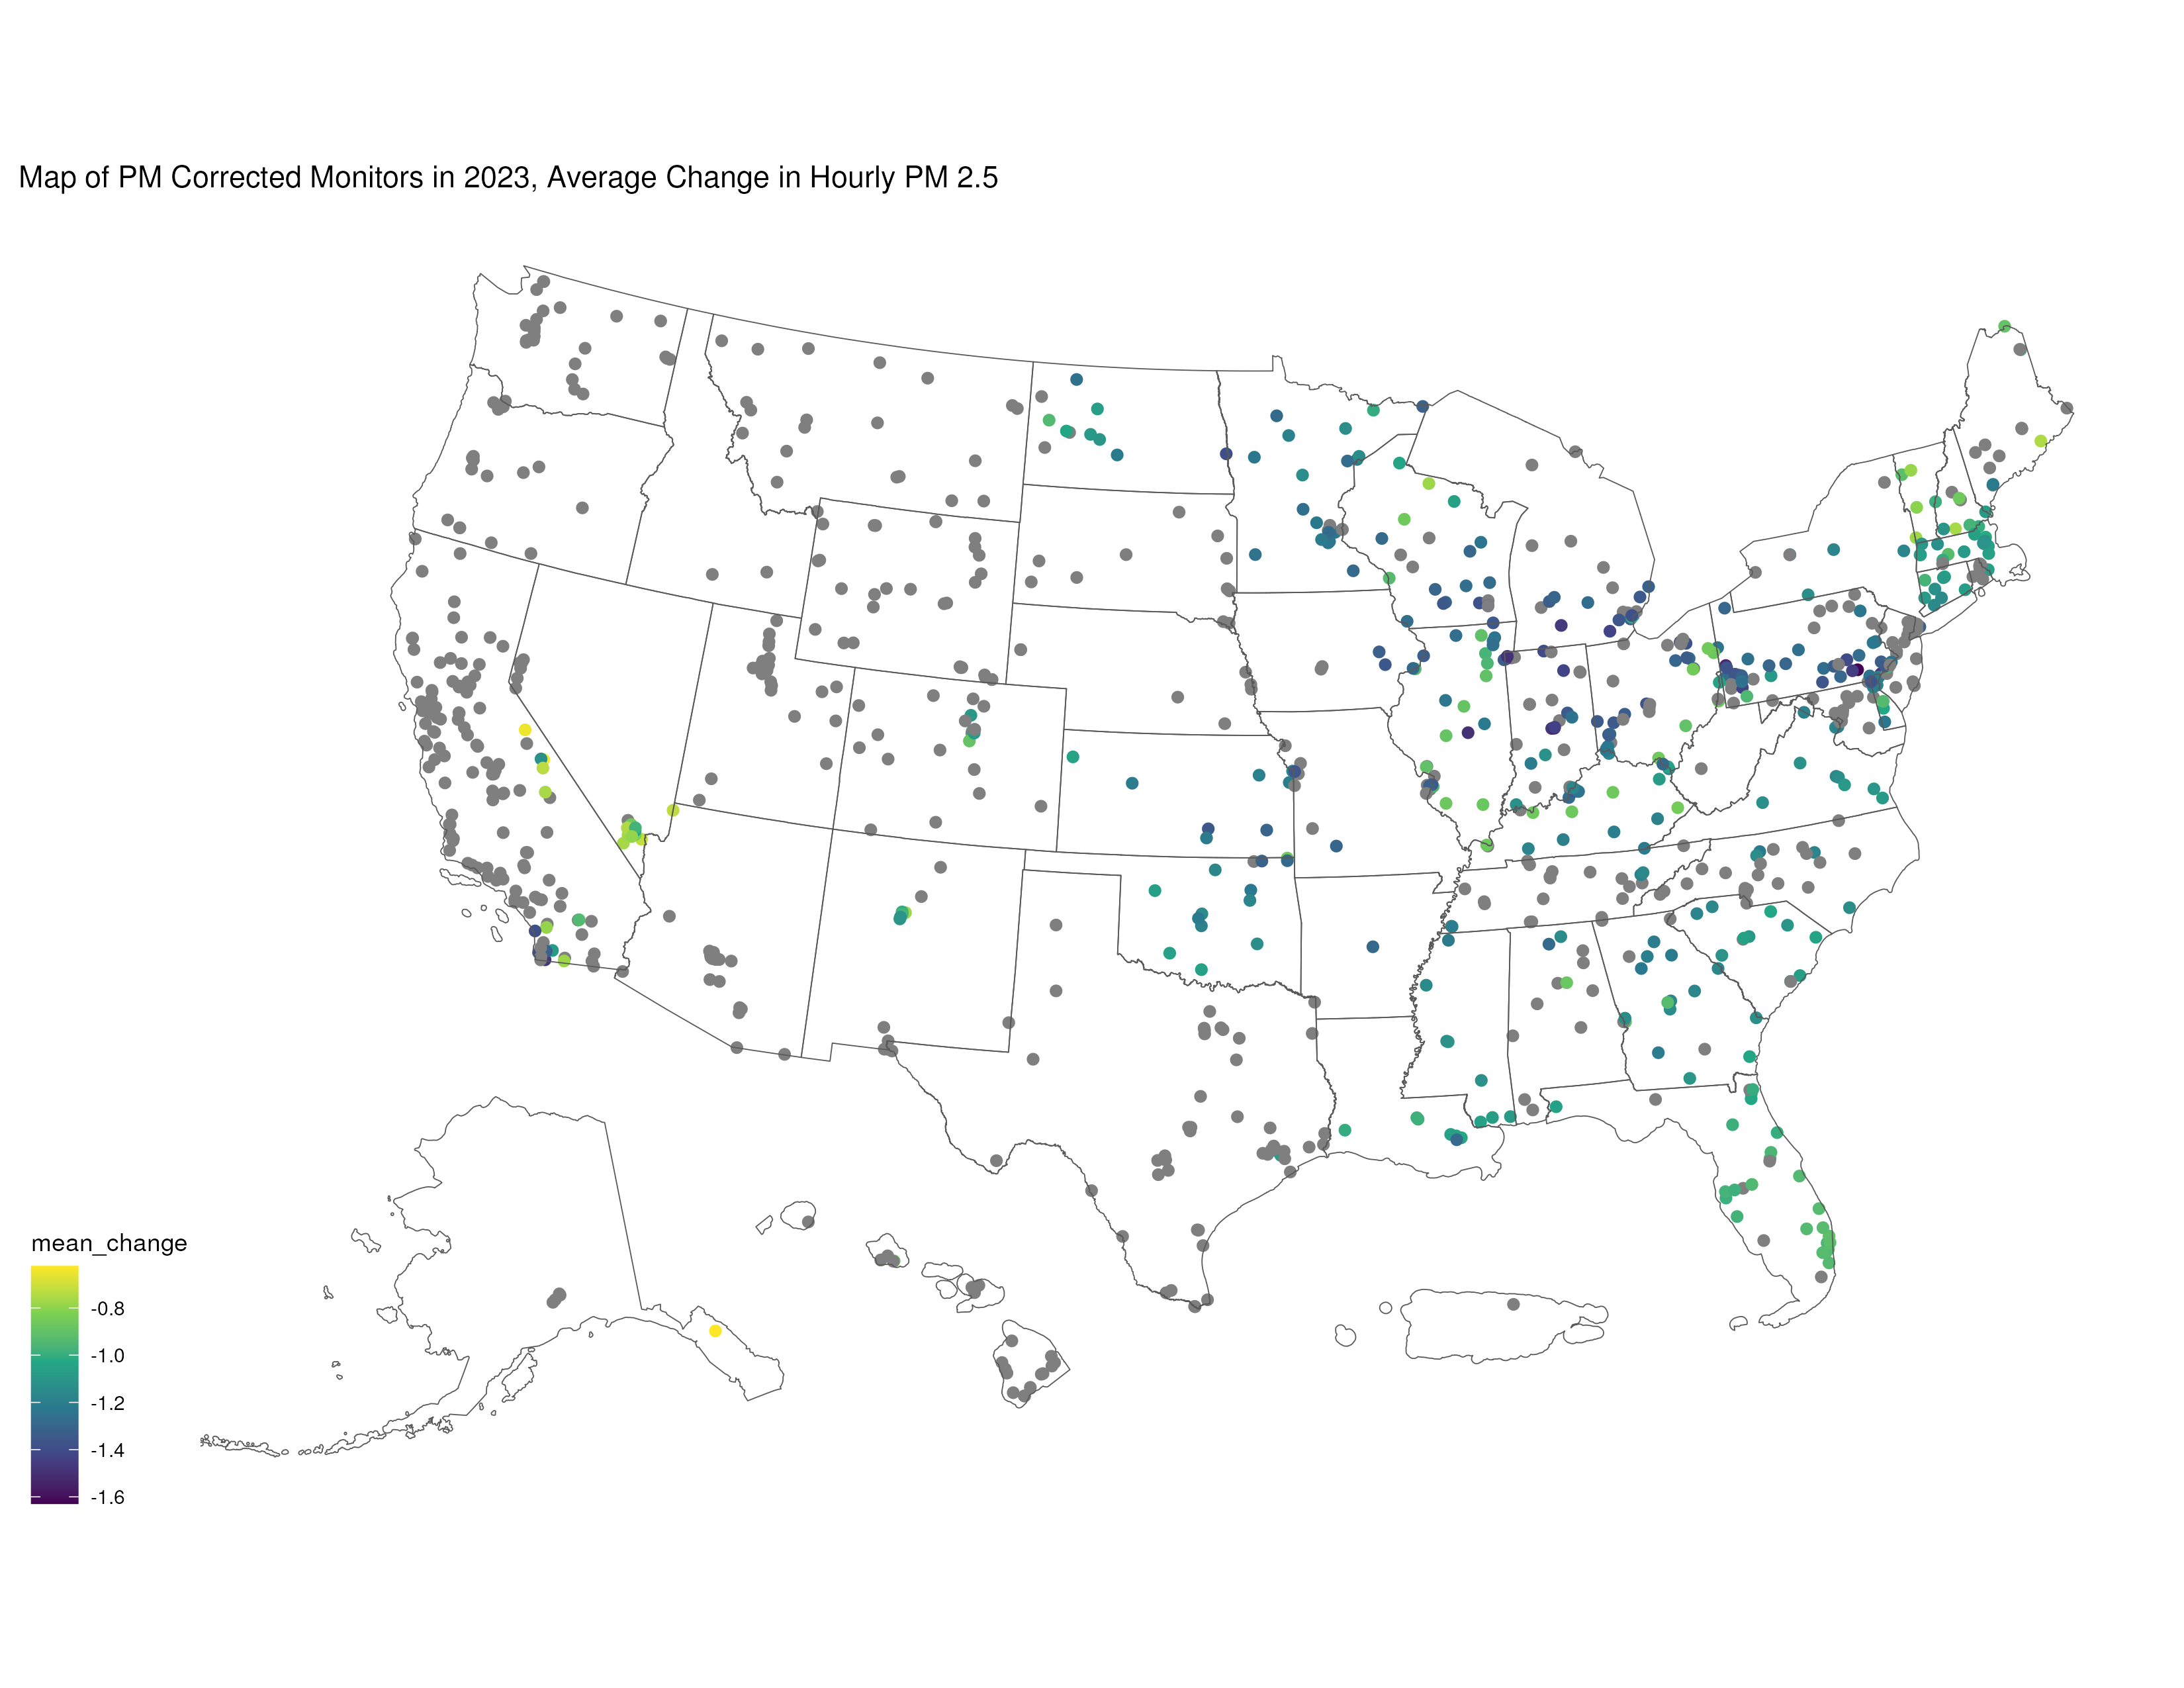 Map of PM Corrected Monitors in 2023, Average Change in Hourly PM 2.5
mean_change
-0.8
-1.0
-1.2
-1.4
-1.6